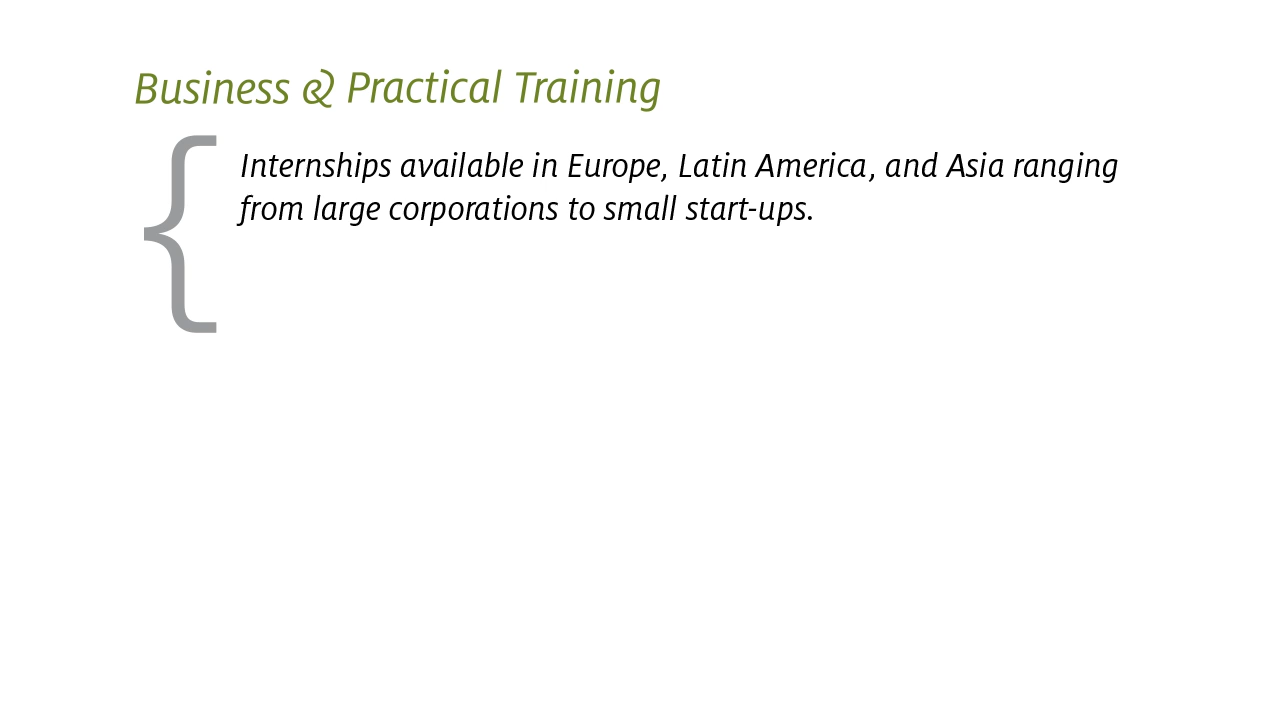 Business & Practical Training
Internships available in Europe, Latin America, and Asia ranging
from large corporations to small start-ups.